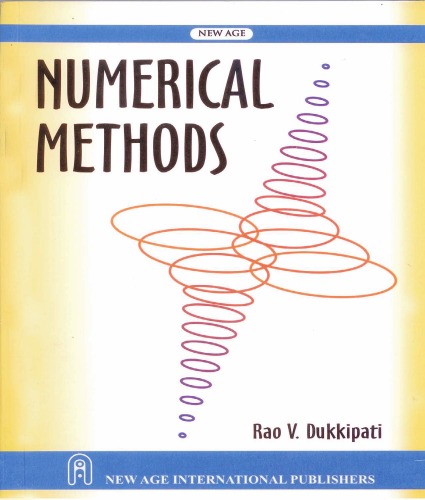 NEW AGE
NUMERICAL
METHODS
Rao V. Dukkipati
NEW AGE INTERNATIONAL PUBLISHERS